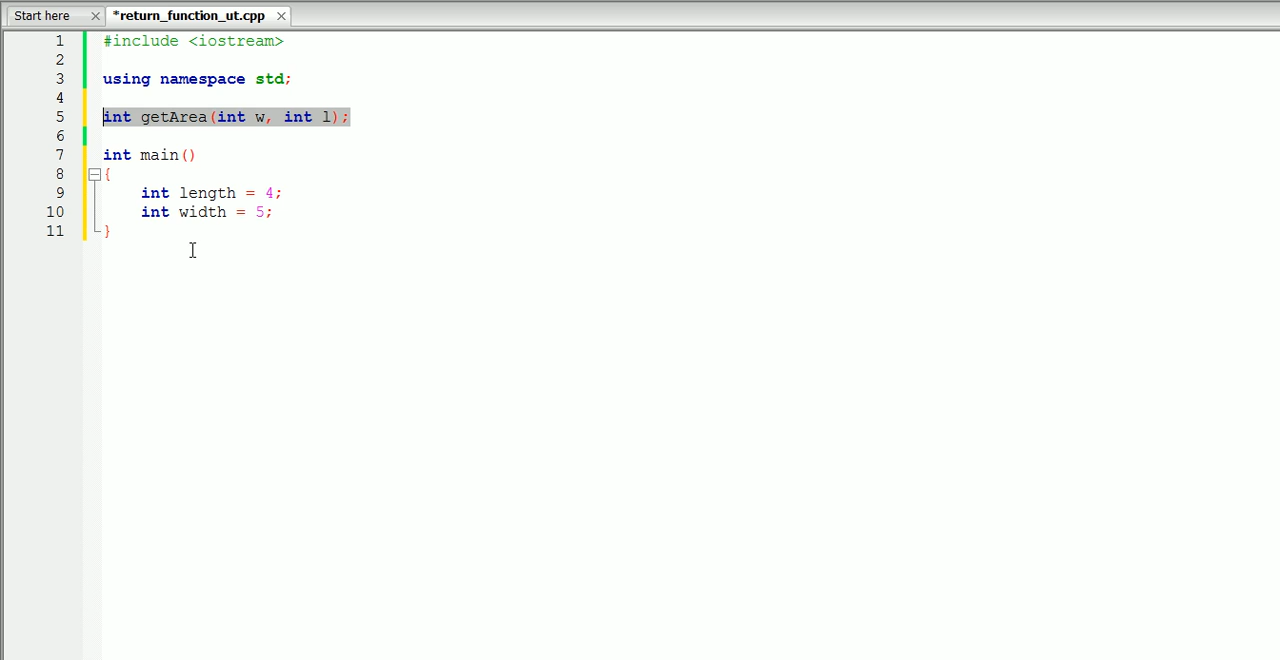 Start here *return_function_ut.cpp
1 #include <iostream>
2
3 using namespace std;
4
5 int getArea(int w, int l);
6
7 int main()
8 {
9 int length = 4;
10 int width = 5;
11 }